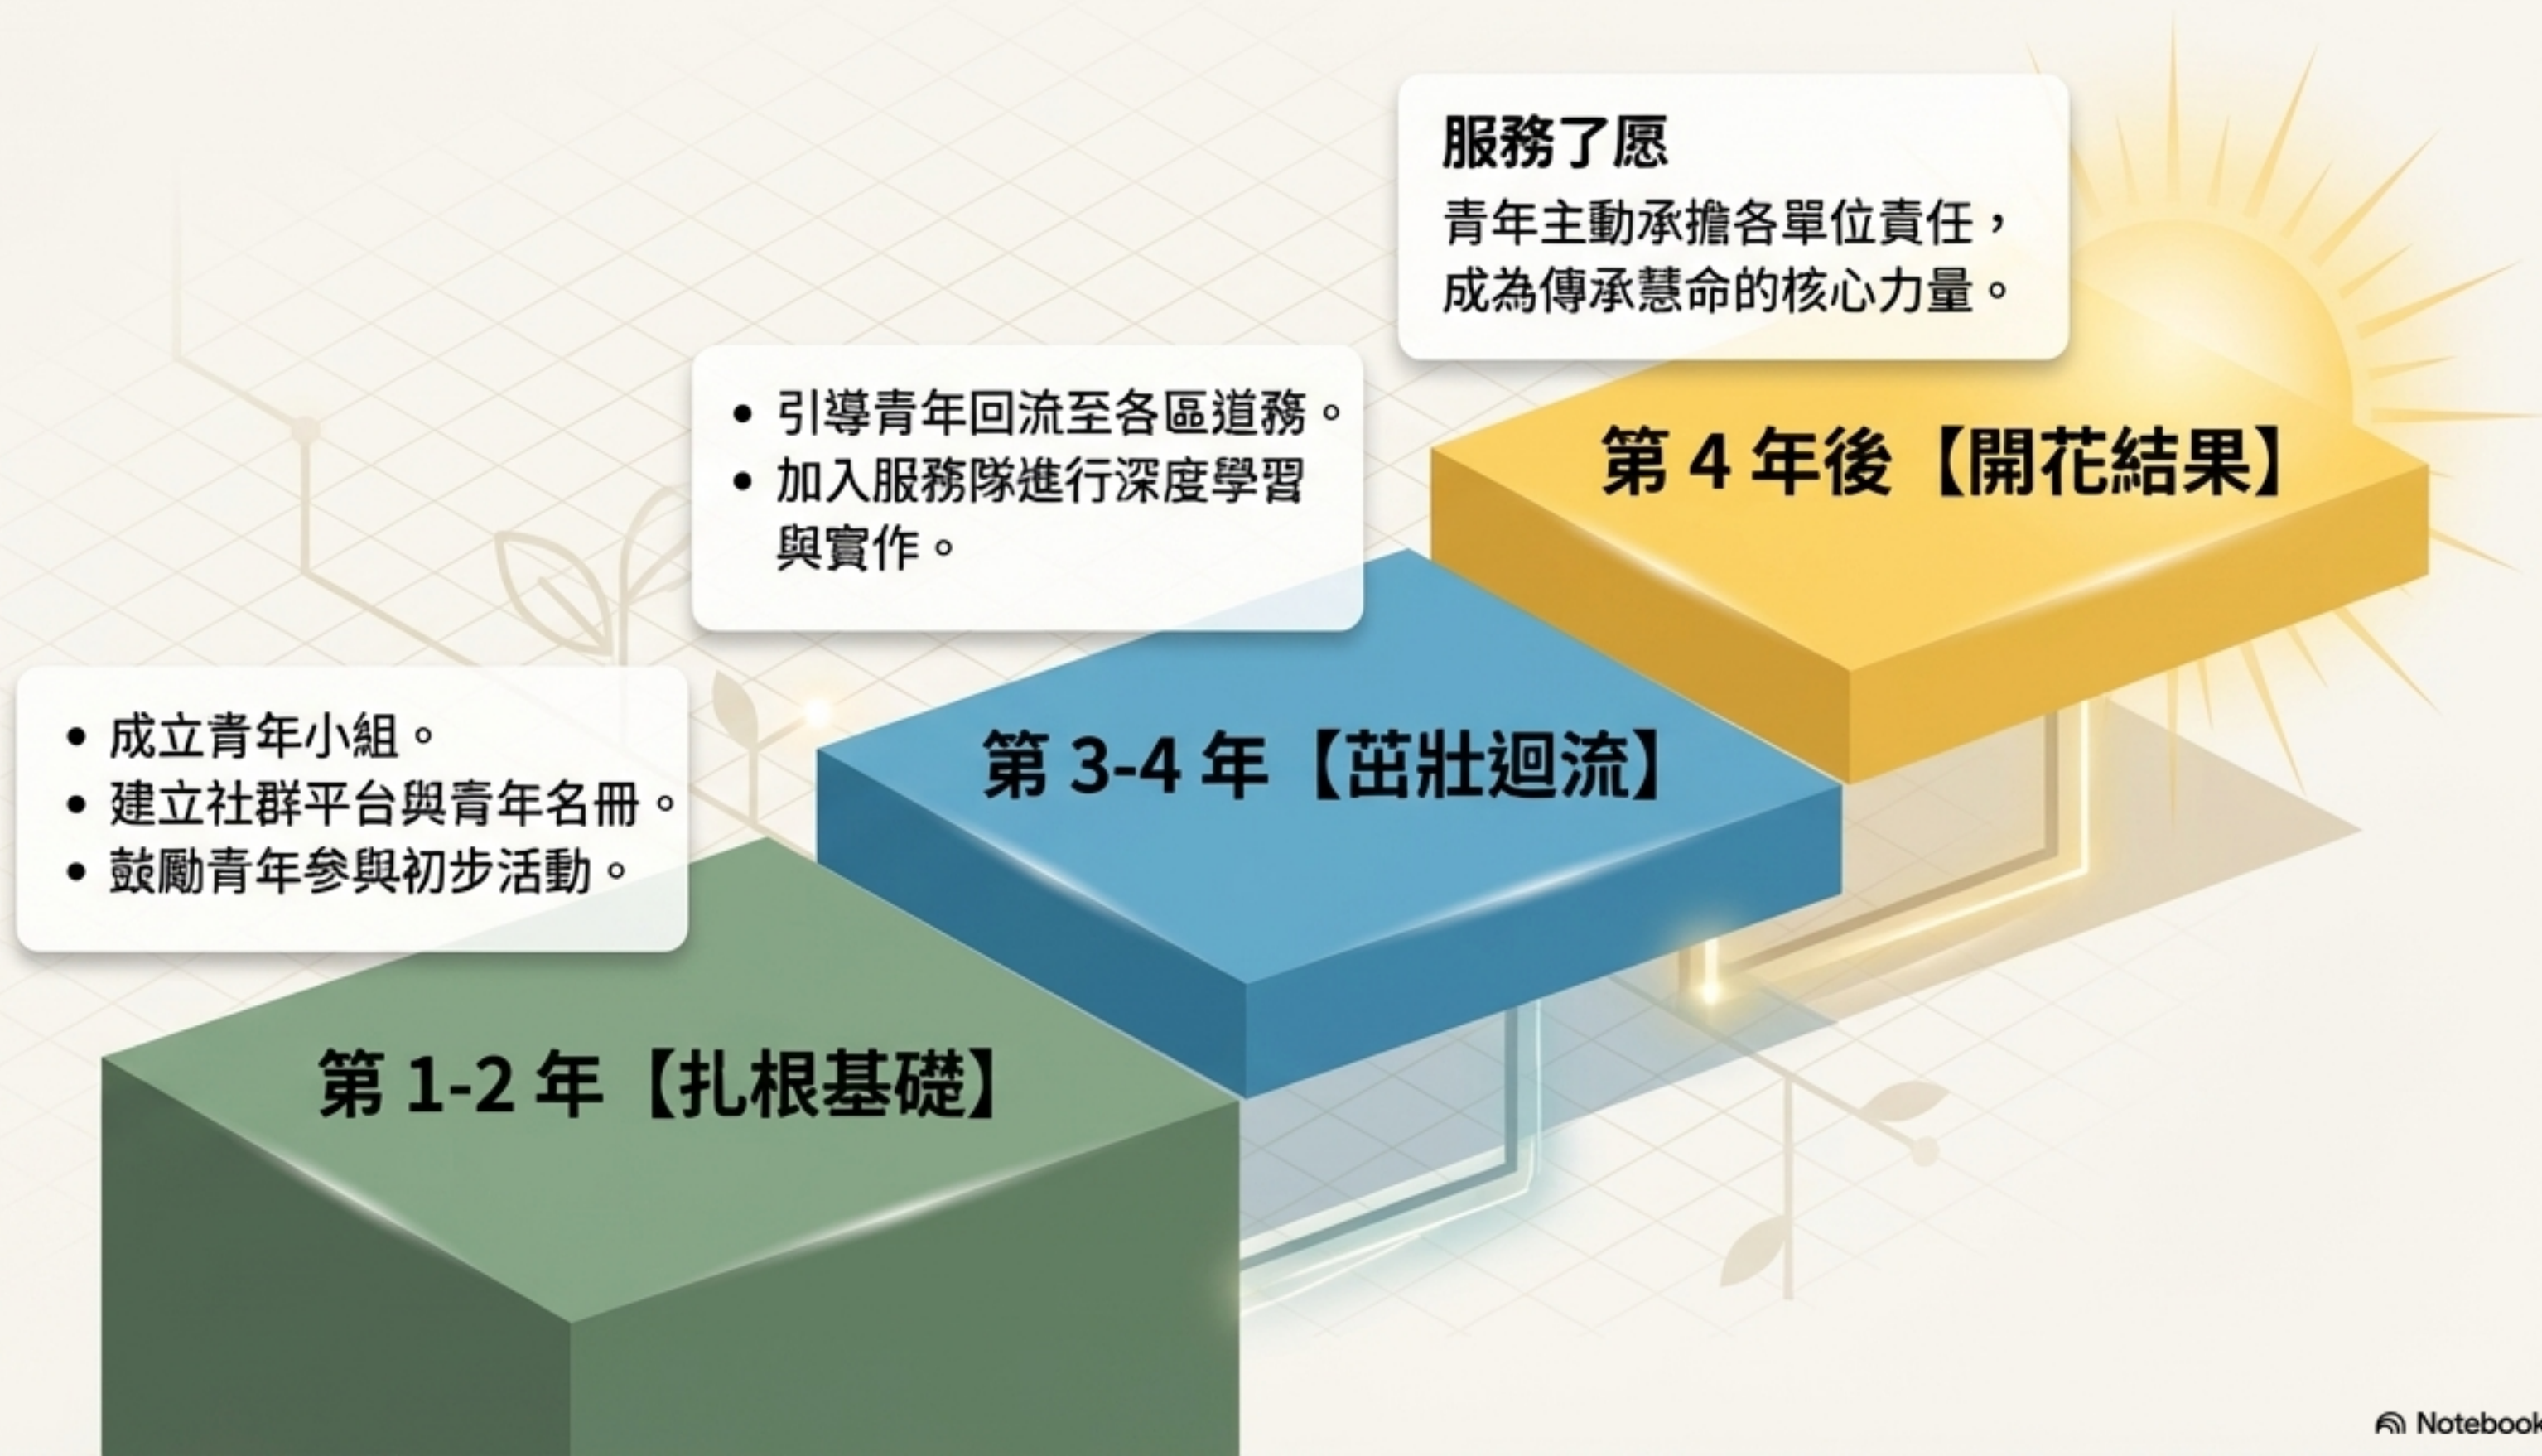 服務了愿
青年主動承擔各單位責任，
成為傳承慧命的核心力量。
第 4 年後【開花結果】
• 引導青年回流至各區道務。
• 加入服務隊進行深度學習
與實作。
第 3-4 年【茁壯迴流】
• 成立青年小組。
• 建立社群平台與青年名冊。
• 鼓勵青年參與初步活動。
第 1-2 年【扎根基礎】
Notebook